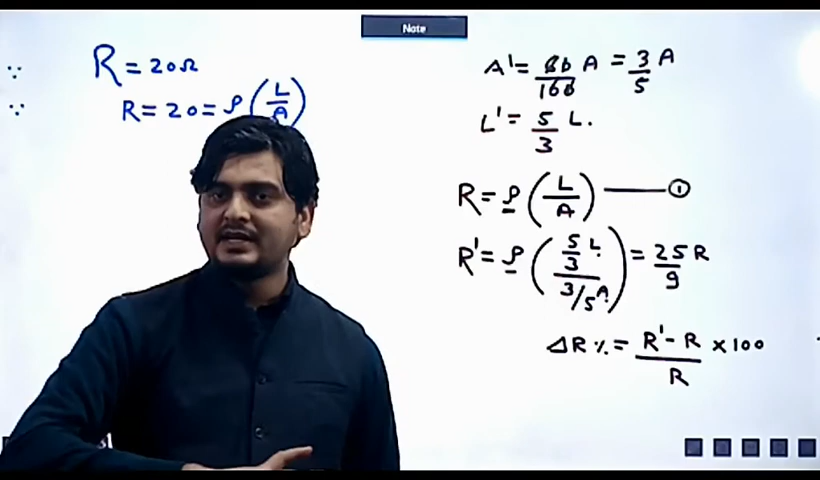 Note
∵ R = 20Ω
∵ R = 20 = ρ (L/A)
A' = 60/100 A = 3/5 A
L' = 5/3 L.
R = ρ (L/A) —— ①
R' = ρ (5/3 L / 3/5 A) = 25/9 R
ΔR % = R' - R / R × 100